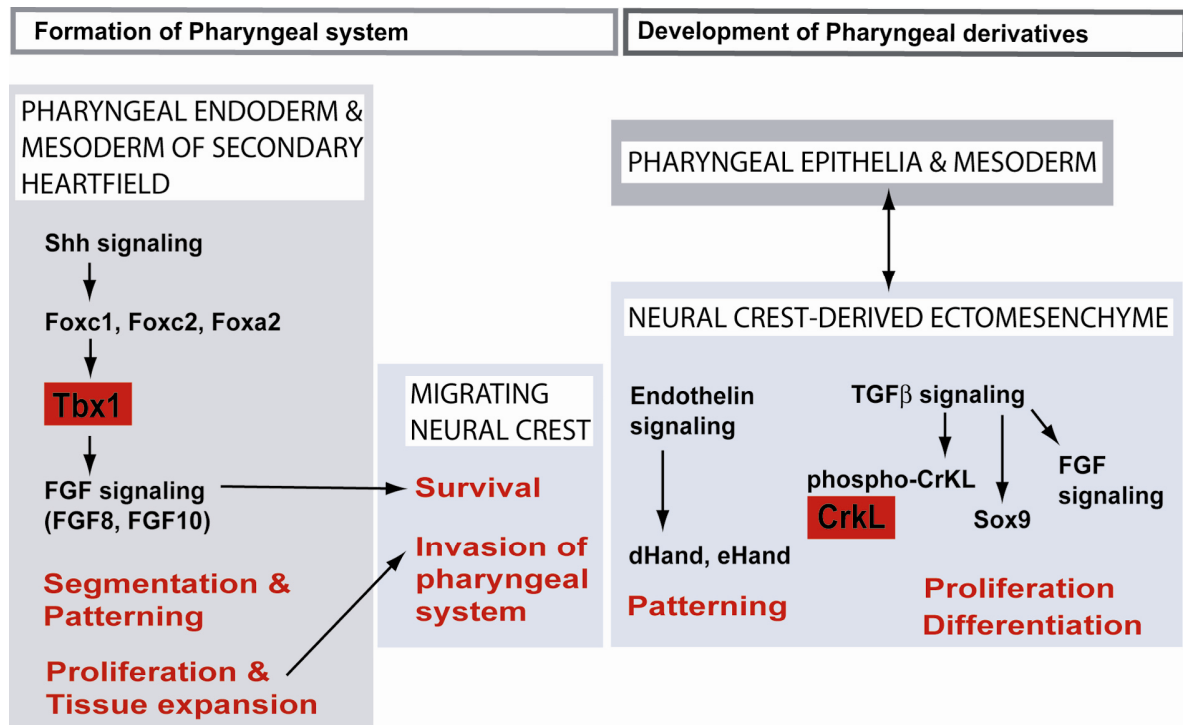 Formation of Pharyngeal system
Development of Pharyngeal derivatives
PHARYNGEAL ENDODERM &
MESODERM OF SECONDARY
HEARTFIELD
Shh signaling
Foxc1, Foxc2, Foxa2
Tbx1
FGF signaling
(FGF8, FGF10)
Segmentation &
Patterning
Proliferation &
Tissue expansion
MIGRATING
NEURAL CREST
Survival
Invasion of
pharyngeal
system
PHARYNGEAL EPITHELIA & MESODERM
NEURAL CREST-DERIVED ECTOMESENCHYME
Endothelin
signaling
dHand, eHand
Patterning
TGFβ signaling
phospho-CrKL
CrkL
Sox9
FGF
signaling
Proliferation
Differentiation